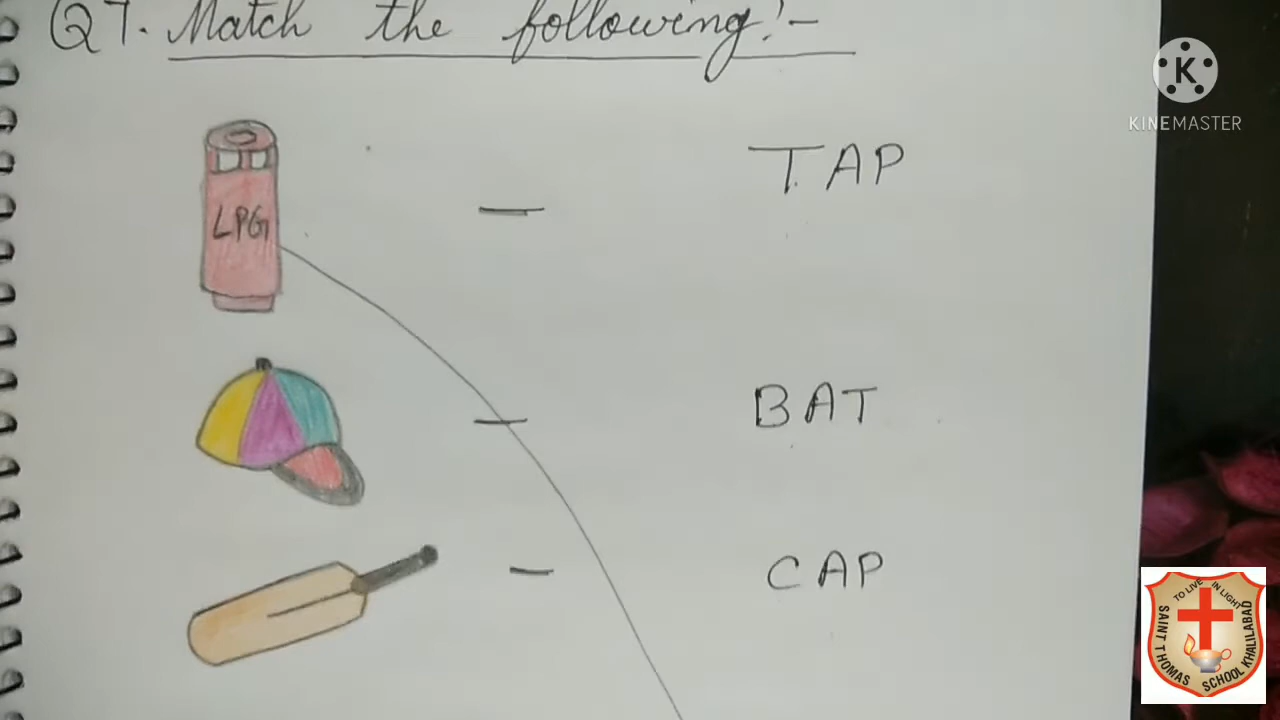 Q7. Match the following:-
K
KINEMASTER
TAP
LPG
BAT
CAP
TO LIVE IN LIGHT
SAINT THOMAS SCHOOL KHALILABAD